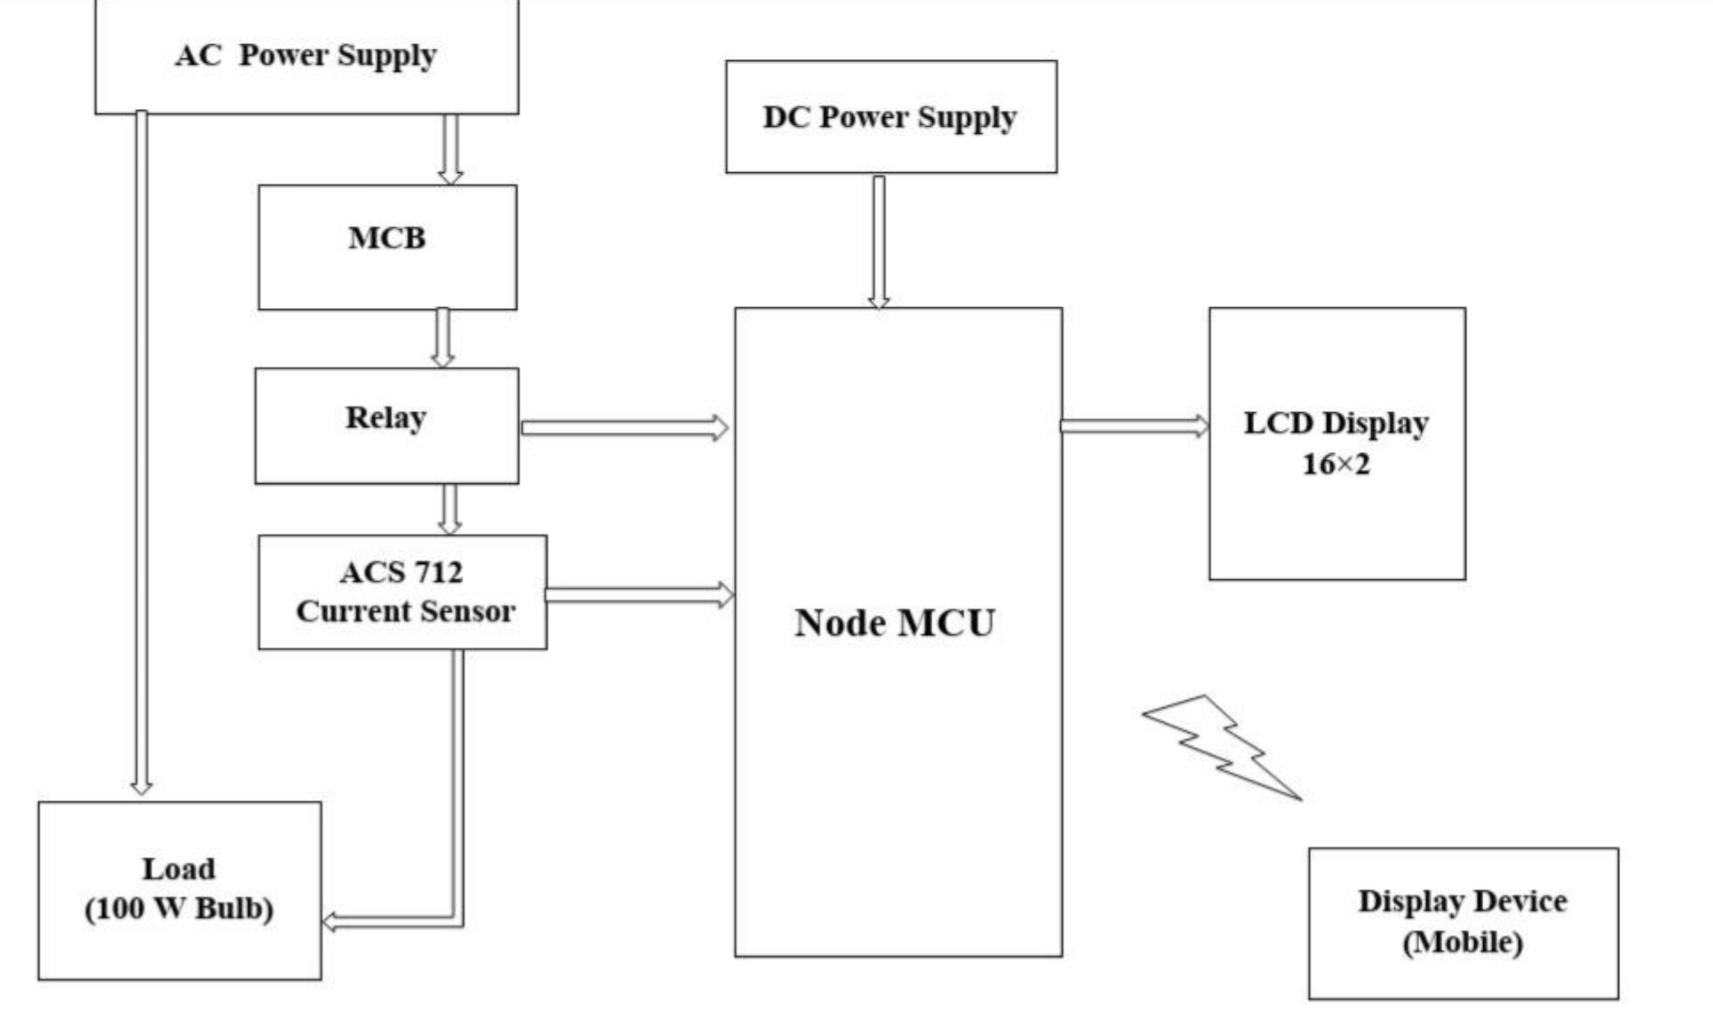 AC Power Supply
DC Power Supply
MCB
Relay
LCD Display
16×2
ACS 712
Current Sensor
Node MCU
Load
(100 W Bulb)
Display Device
(Mobile)